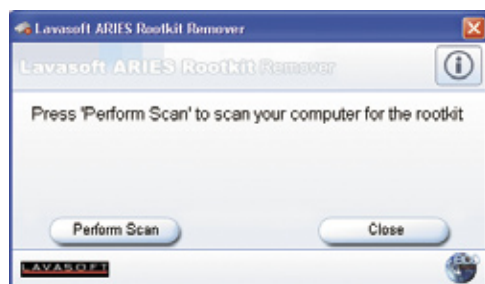 Lavasoft ARIES Rootkit Remover
Lavasoft ARIES Rootkit Remover
Press 'Perform Scan' to scan your computer for the rootkit
Perform Scan
Close
LAVASOFT